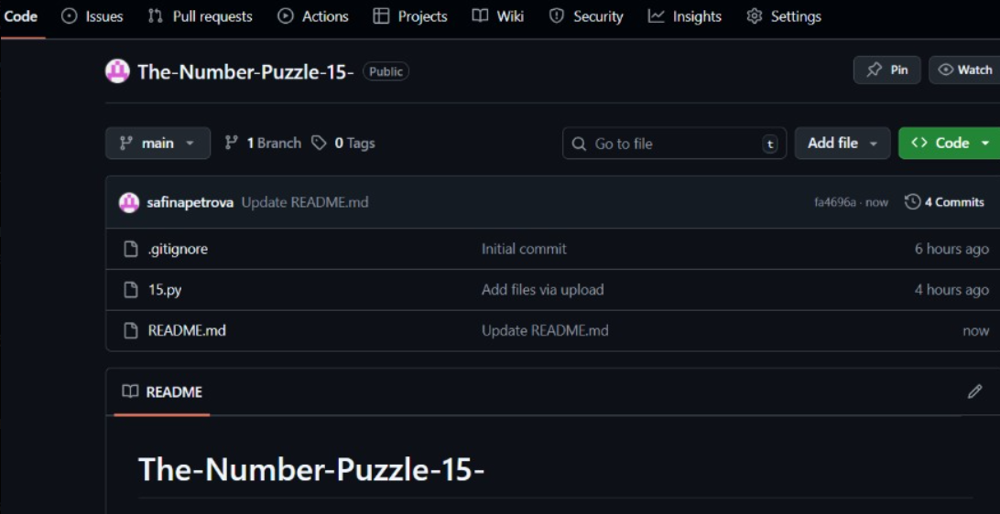 Code Issues Pull requests Actions Projects Wiki Security Insights Settings
The-Number-Puzzle-15- Public Pin Watch
main 1 Branch 0 Tags Go to file t Add file Code
safinapetrova Update README.md fa4696a · now 4 Commits
.gitignore Initial commit 6 hours ago
15.py Add files via upload 4 hours ago
README.md Update README.md now
README
The-Number-Puzzle-15-